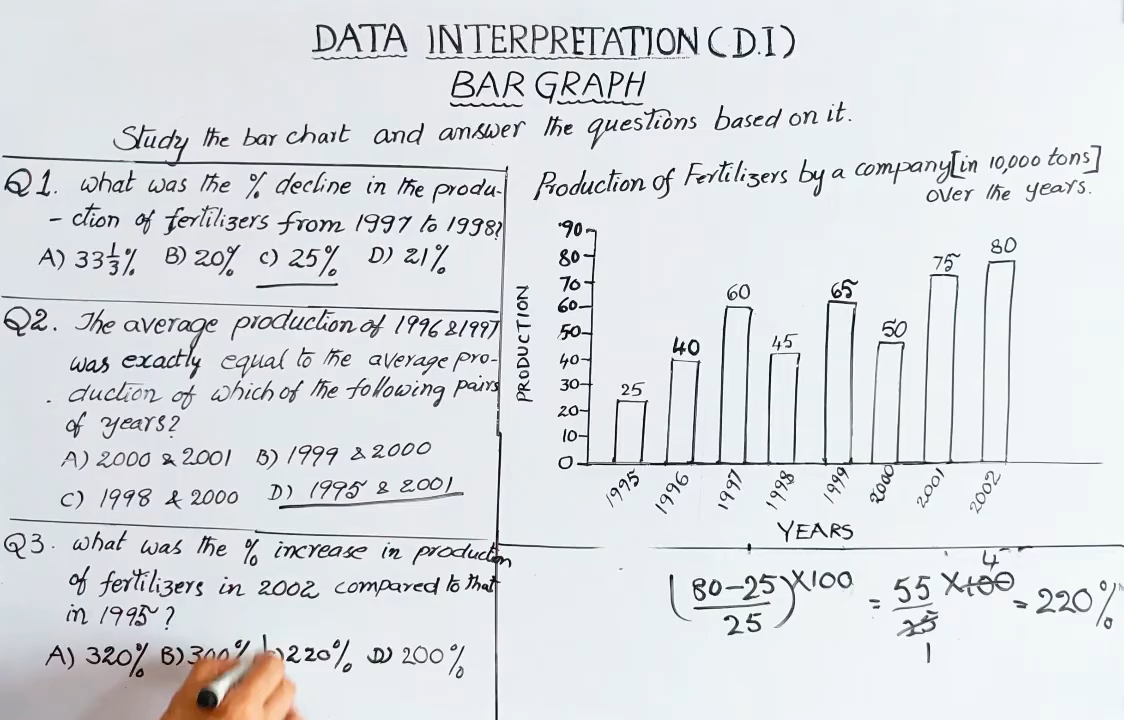 DATA INTERPRETATION (D.I)
BAR GRAPH
Study the bar chart and answer the questions based on it.
Q1. What was the % decline in the produ-
- ction of fertilizers from 1997 to 1998?
A) 33 1/3 % B) 20% C) 25% D) 21%
Q2. The average production of 1996 & 1997
was exactly equal to the average pro-
. duction of which of the following pairs
of years?
A) 2000 & 2001 B) 1999 & 2000
C) 1998 & 2000 D) 1995 & 2001
Q3. What was the % increase in production
of fertilizers in 2002 compared to that
in 1995?
A) 320% B) 300% C) 220% D) 200%
Production of Fertilizers by a company [in 10,000 tons]
over the years.
PRODUCTION
90
80
70
60
50
40
30
20
10
0
25 40 60 45 65 50 75 80
1995 1996 1997 1998 1999 2000 2001 2002
YEARS
(80-25/25) X100 = 55/25 X100 = 220%
4
1